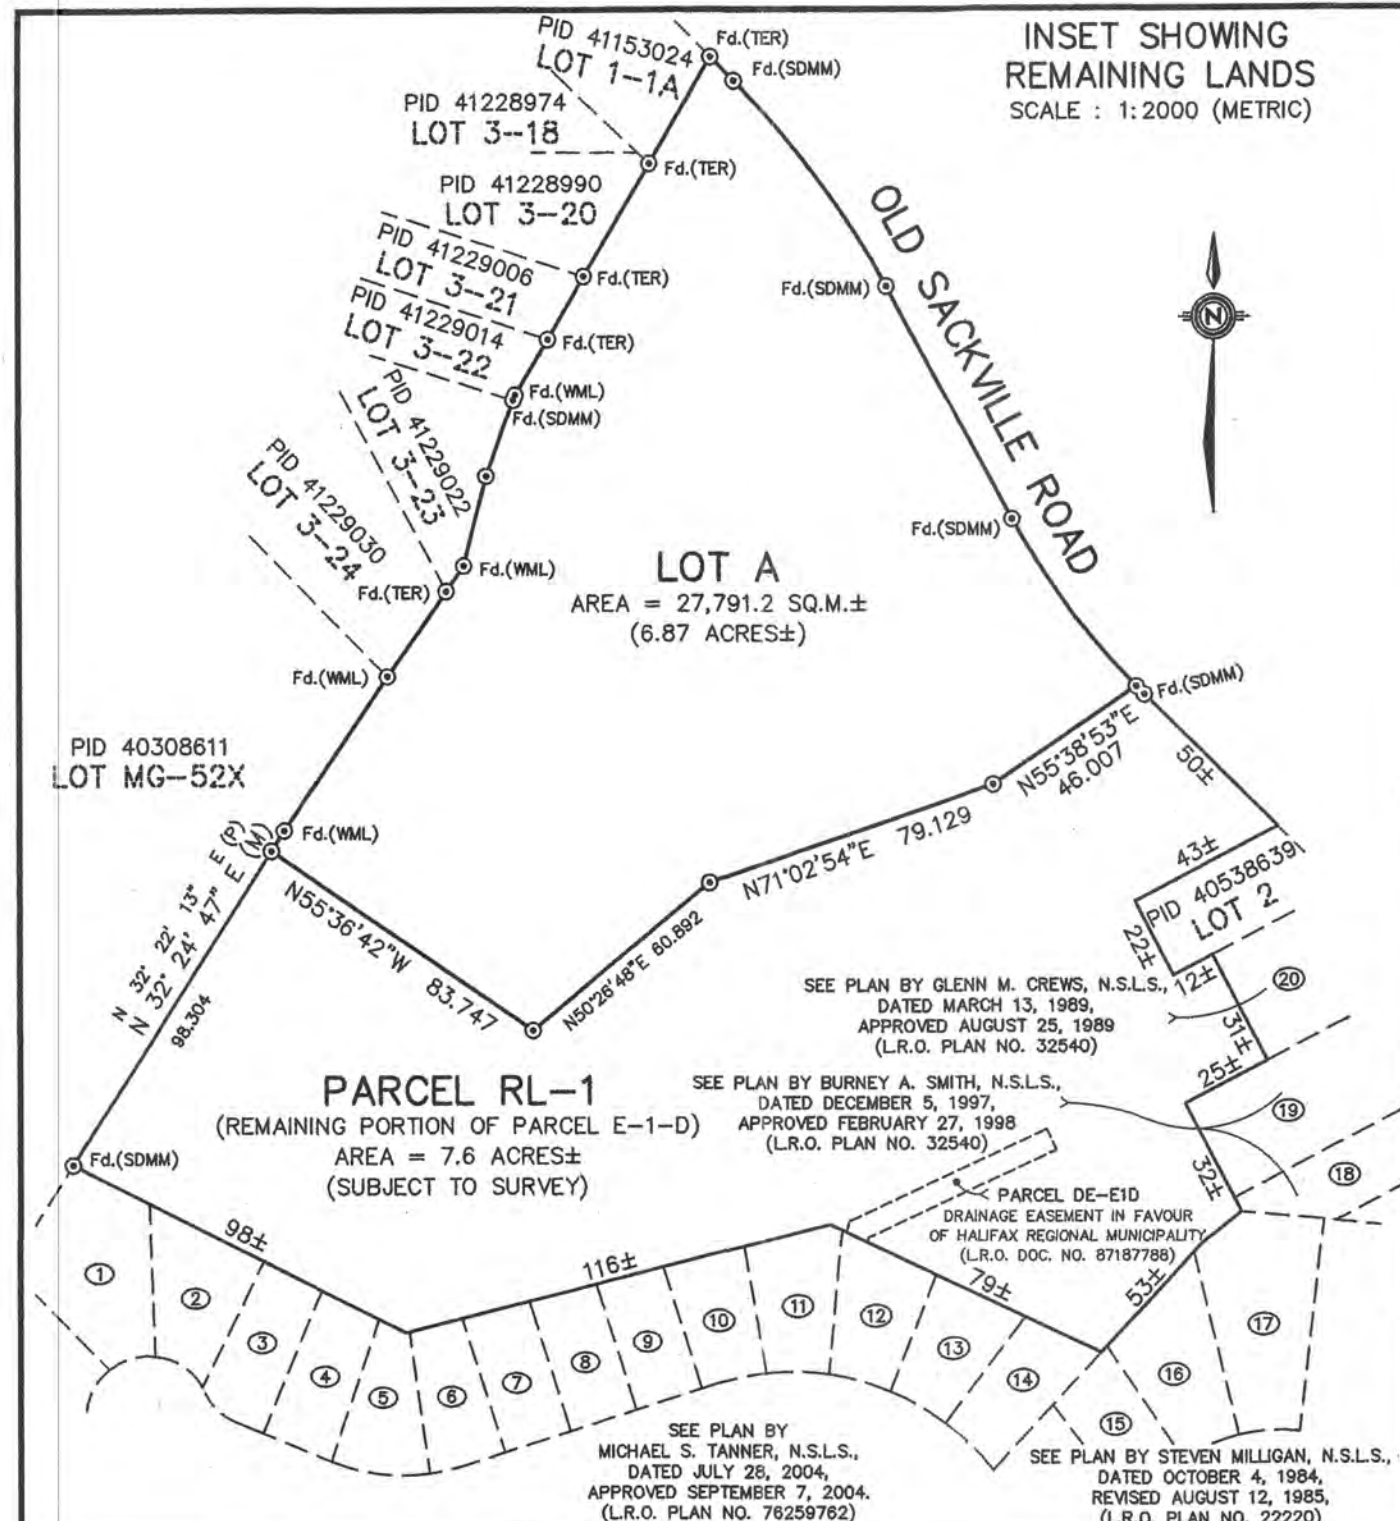 INSET SHOWING
REMAINING LANDS
SCALE : 1:2000 (METRIC)
PID 41153024
LOT 1-1A
Fd.(TER)
Fd.(SDMM)
PID 41228974
LOT 3-18
Fd.(TER)
PID 41228990
LOT 3-20
PID 41229006
LOT 3-21
Fd.(TER)
PID 41229014
LOT 3-22
Fd.(TER)
Fd.(WML)
Fd.(SDMM)
PID 41229022
LOT 3-23
PID 41229030
LOT 3-24
Fd.(WML)
Fd.(TER)
Fd.(WML)
OLD SACKVILLE ROAD
Fd.(SDMM)
Fd.(SDMM)
N
LOT A
AREA = 27,791.2 SQ.M.±
(6.87 ACRES±)
Fd.(SDMM)
PID 40308611
LOT MG-52X
Fd.(WML)
N 32° 22' 13" E (P)
N 32° 24' 47" E (M)
98.304
N55°36'42"W 83.747
N50°26'48"E 60.892
N71°02'54"E 79.129
N55°38'53"E
46.007
50±
43±
PID 40538639
LOT 2
22±
12±
31±
25±
32±
53±
79±
116±
98±
SEE PLAN BY GLENN M. CREWS, N.S.L.S.,
DATED MARCH 13, 1989,
APPROVED AUGUST 25, 1989
(L.R.O. PLAN NO. 32540)
SEE PLAN BY BURNEY A. SMITH, N.S.L.S.,
DATED DECEMBER 5, 1997,
APPROVED FEBRUARY 27, 1998
(L.R.O. PLAN NO. 32540)
PARCEL RL-1
(REMAINING PORTION OF PARCEL E-1-D)
AREA = 7.6 ACRES±
(SUBJECT TO SURVEY)
Fd.(SDMM)
PARCEL DE-E1D
DRAINAGE EASEMENT IN FAVOUR
OF HALIFAX REGIONAL MUNICIPALITY
(L.R.O. DOC. NO. 87187788)
1
2
3
4
5
6
7
8
9
10
11
12
13
14
15
16
17
18
19
20
SEE PLAN BY
MICHAEL S. TANNER, N.S.L.S.,
DATED JULY 28, 2004,
APPROVED SEPTEMBER 7, 2004.
(L.R.O. PLAN NO. 76259762)
SEE PLAN BY STEVEN MILLIGAN, N.S.L.S.,
DATED OCTOBER 4, 1984,
REVISED AUGUST 12, 1985,
(L.R.O. PLAN NO. 22220)